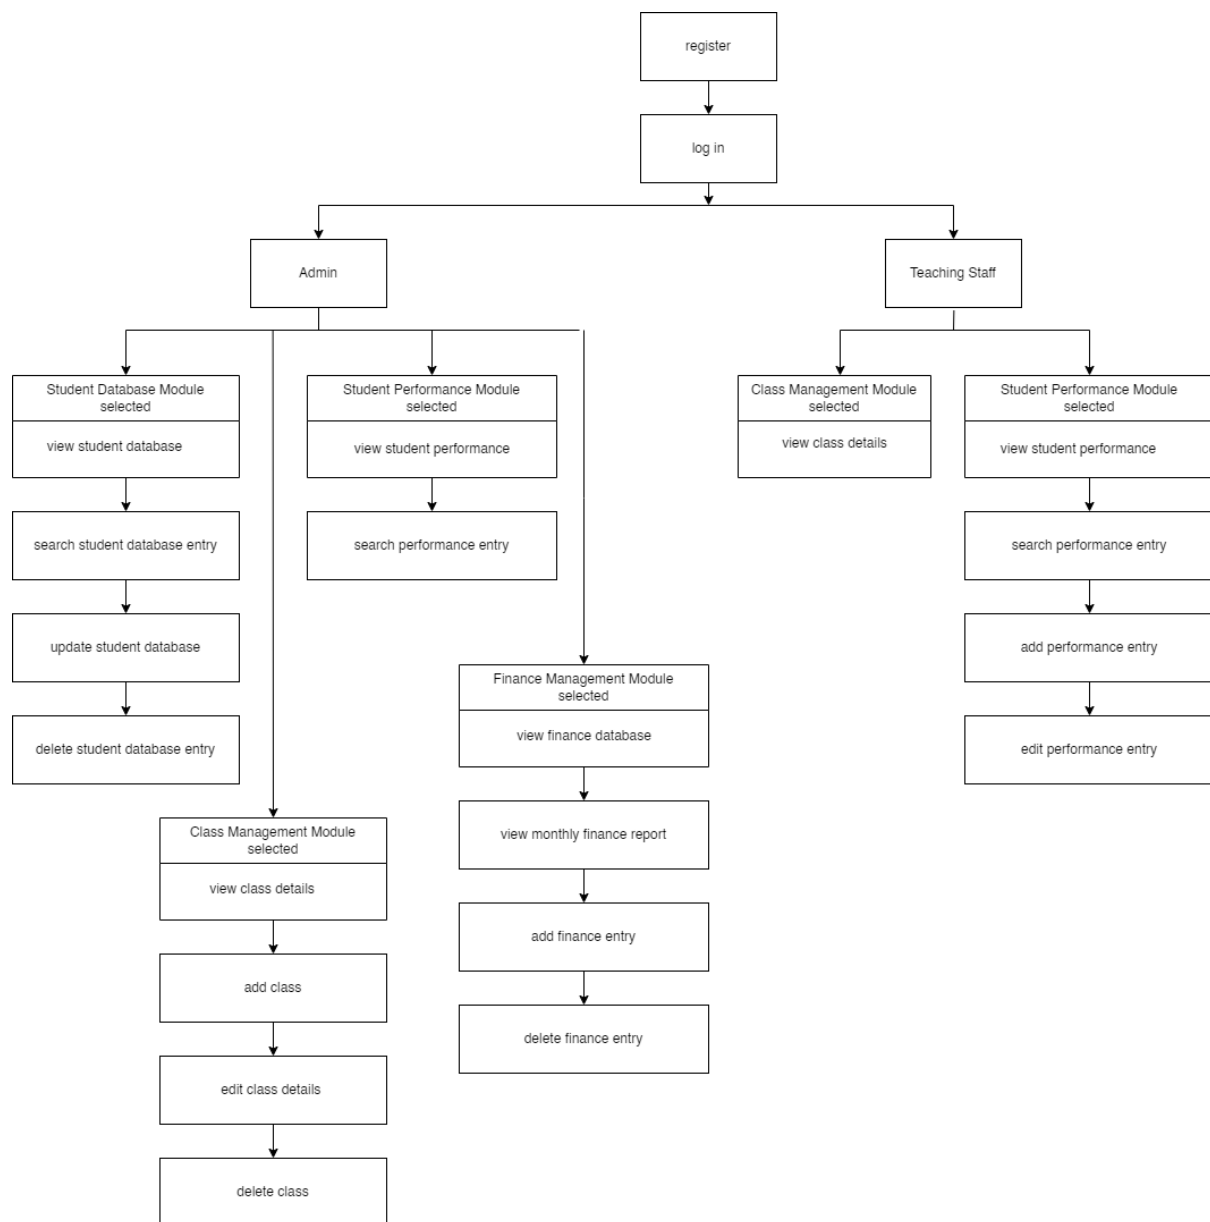 register
log in
Admin
Teaching Staff
Student Database Module
selected
view student database
search student database entry
update student database
delete student database entry
Class Management Module
selected
view class details
add class
edit class details
delete class
Student Performance Module
selected
view student performance
search performance entry
Finance Management Module
selected
view finance database
view monthly finance report
add finance entry
delete finance entry
Class Management Module
selected
view class details
Student Performance Module
selected
view student performance
search performance entry
add performance entry
edit performance entry